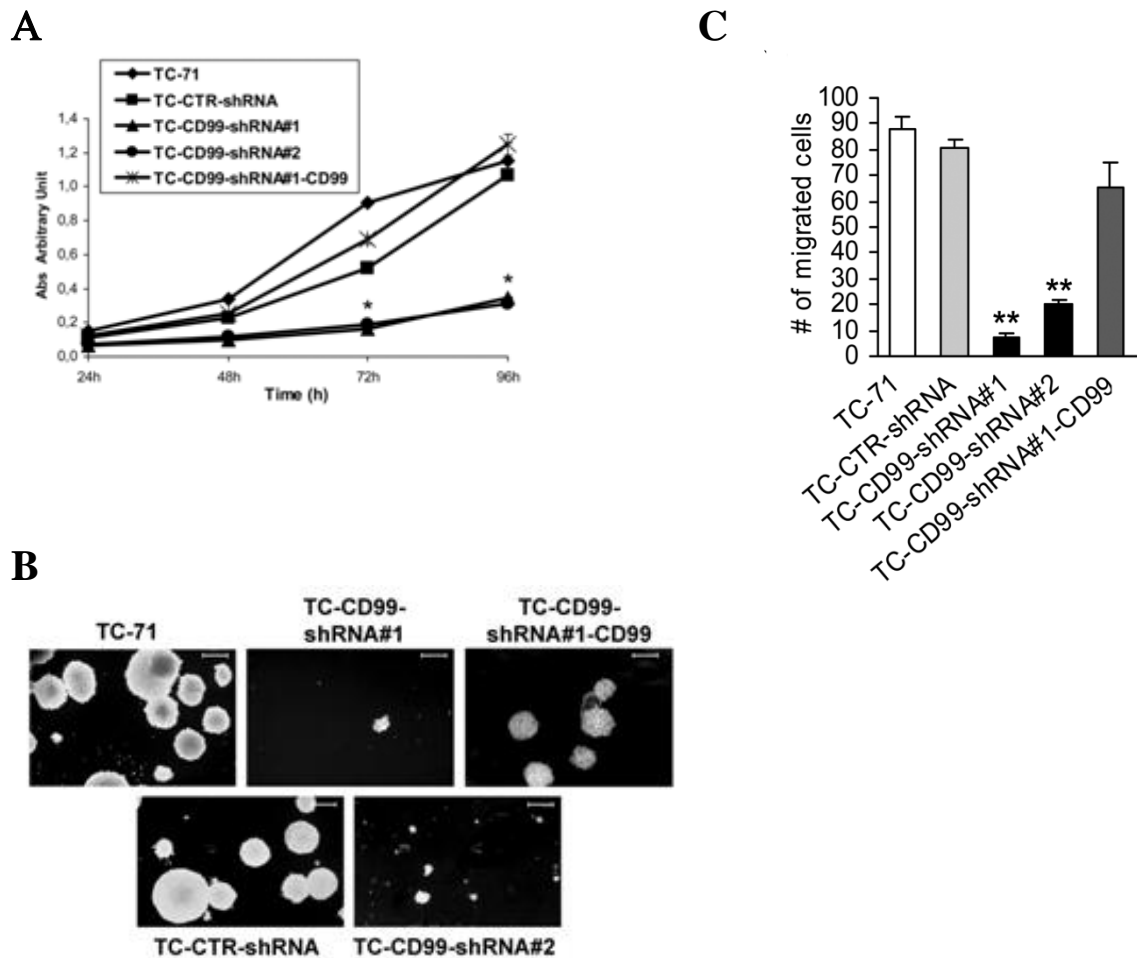 A
TC-71
TC-CTR-shRNA
TC-CD99-shRNA#1
TC-CD99-shRNA#2
TC-CD99-shRNA#1-CD99
Abs Arbitrary Unit
1,4
1,2
1,0
0,8
0,6
0,4
0,2
0,0
*
*
24h
48h
72h
96h
Time (h)
C
# of migrated cells
100
90
80
70
60
50
40
30
20
10
0
**
**
TC-71
TC-CTR-shRNA
TC-CD99-shRNA#1
TC-CD99-shRNA#2
TC-CD99-shRNA#1-CD99
B
TC-71
TC-CD99-
shRNA#1
TC-CD99-
shRNA#1-CD99
TC-CTR-shRNA
TC-CD99-shRNA#2